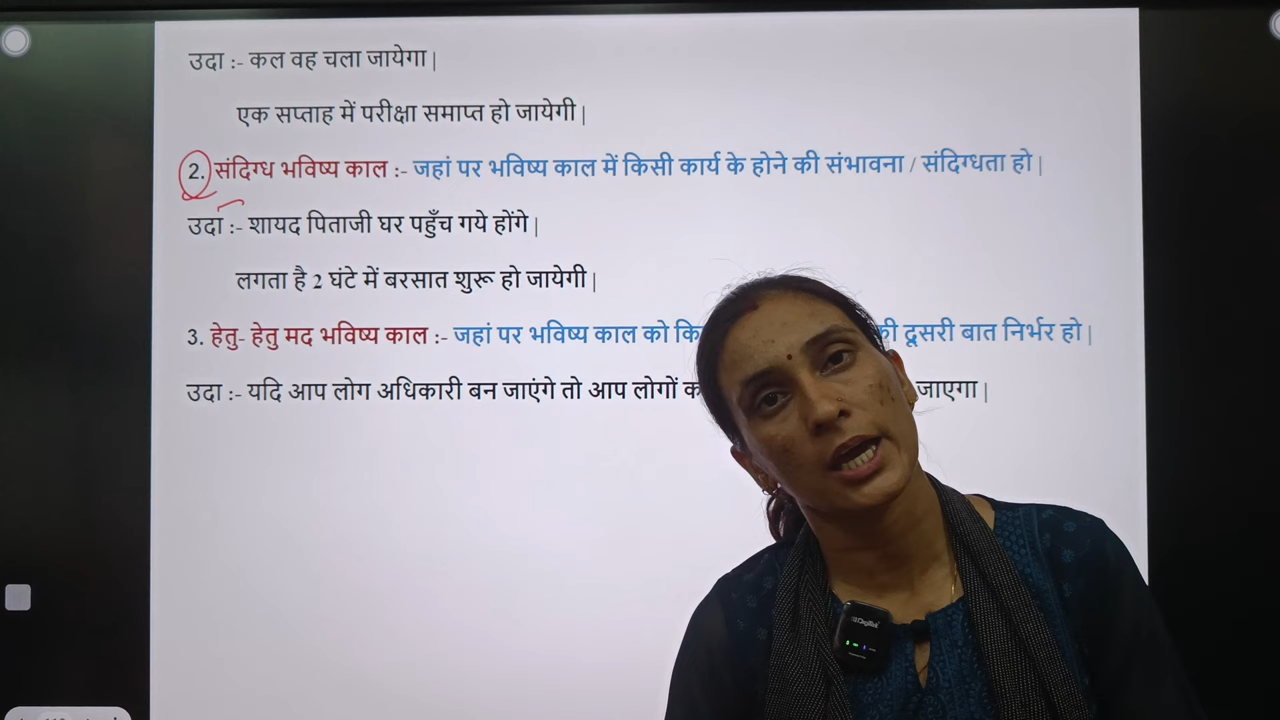 उदा :- कल वह चला जायेगा |
एक सप्ताह में परीक्षा समाप्त हो जायेगी |
2. संदिग्ध भविष्य काल :- जहां पर भविष्य काल में किसी कार्य के होने की संभावना / संदिग्धता हो |
उदा :- शायद पिताजी घर पहुँच गये होंगे |
लगता है 2 घंटे में बरसात शुरू हो जायेगी |
3. हेतु- हेतु मद भविष्य काल :- जहां पर भविष्य काल को दूसरी बात निर्भर हो |
उदा :- यदि आप लोग अधिकारी बन जाएंगे तो आप लोगों जाएगा |